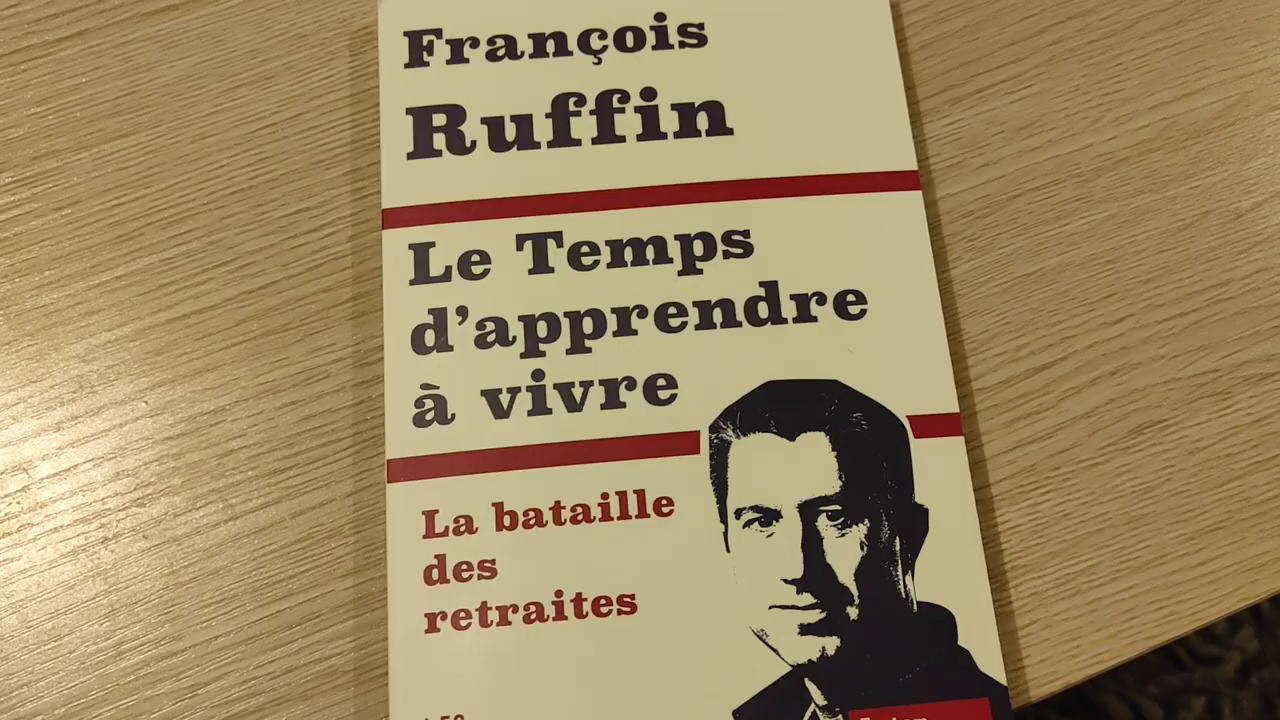 François
Ruffin
Le Temps
d'apprendre
à vivre
La bataille
des
retraites